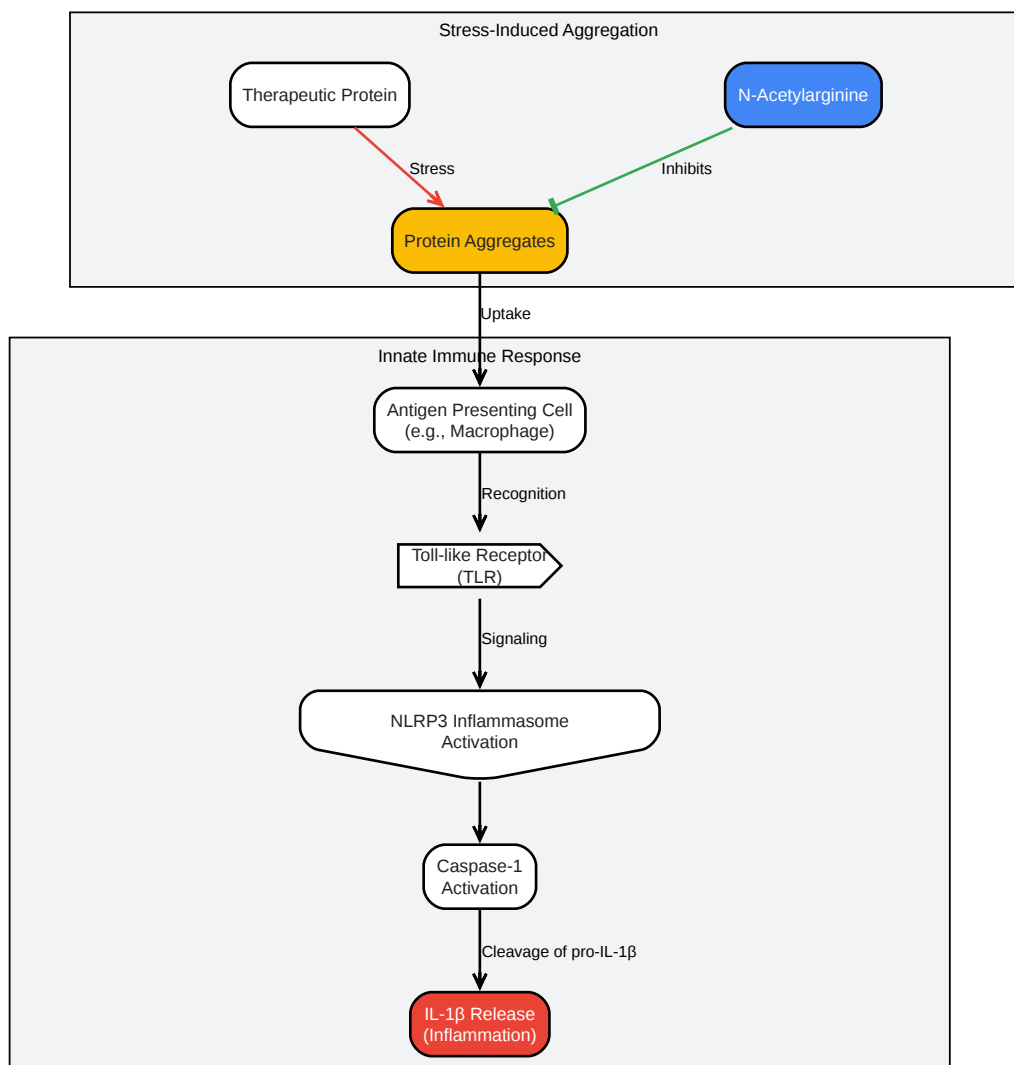 Stress-Induced Aggregation
Therapeutic Protein
N-Acetylarginine
Stress
Inhibits
Protein Aggregates
Uptake
Innate Immune Response
Antigen Presenting Cell
(e.g., Macrophage)
Recognition
Toll-like Receptor
(TLR)
Signaling
NLRP3 Inflammasome
Activation
Caspase-1
Activation
Cleavage of pro-IL-1β
IL-1β Release
(Inflammation)